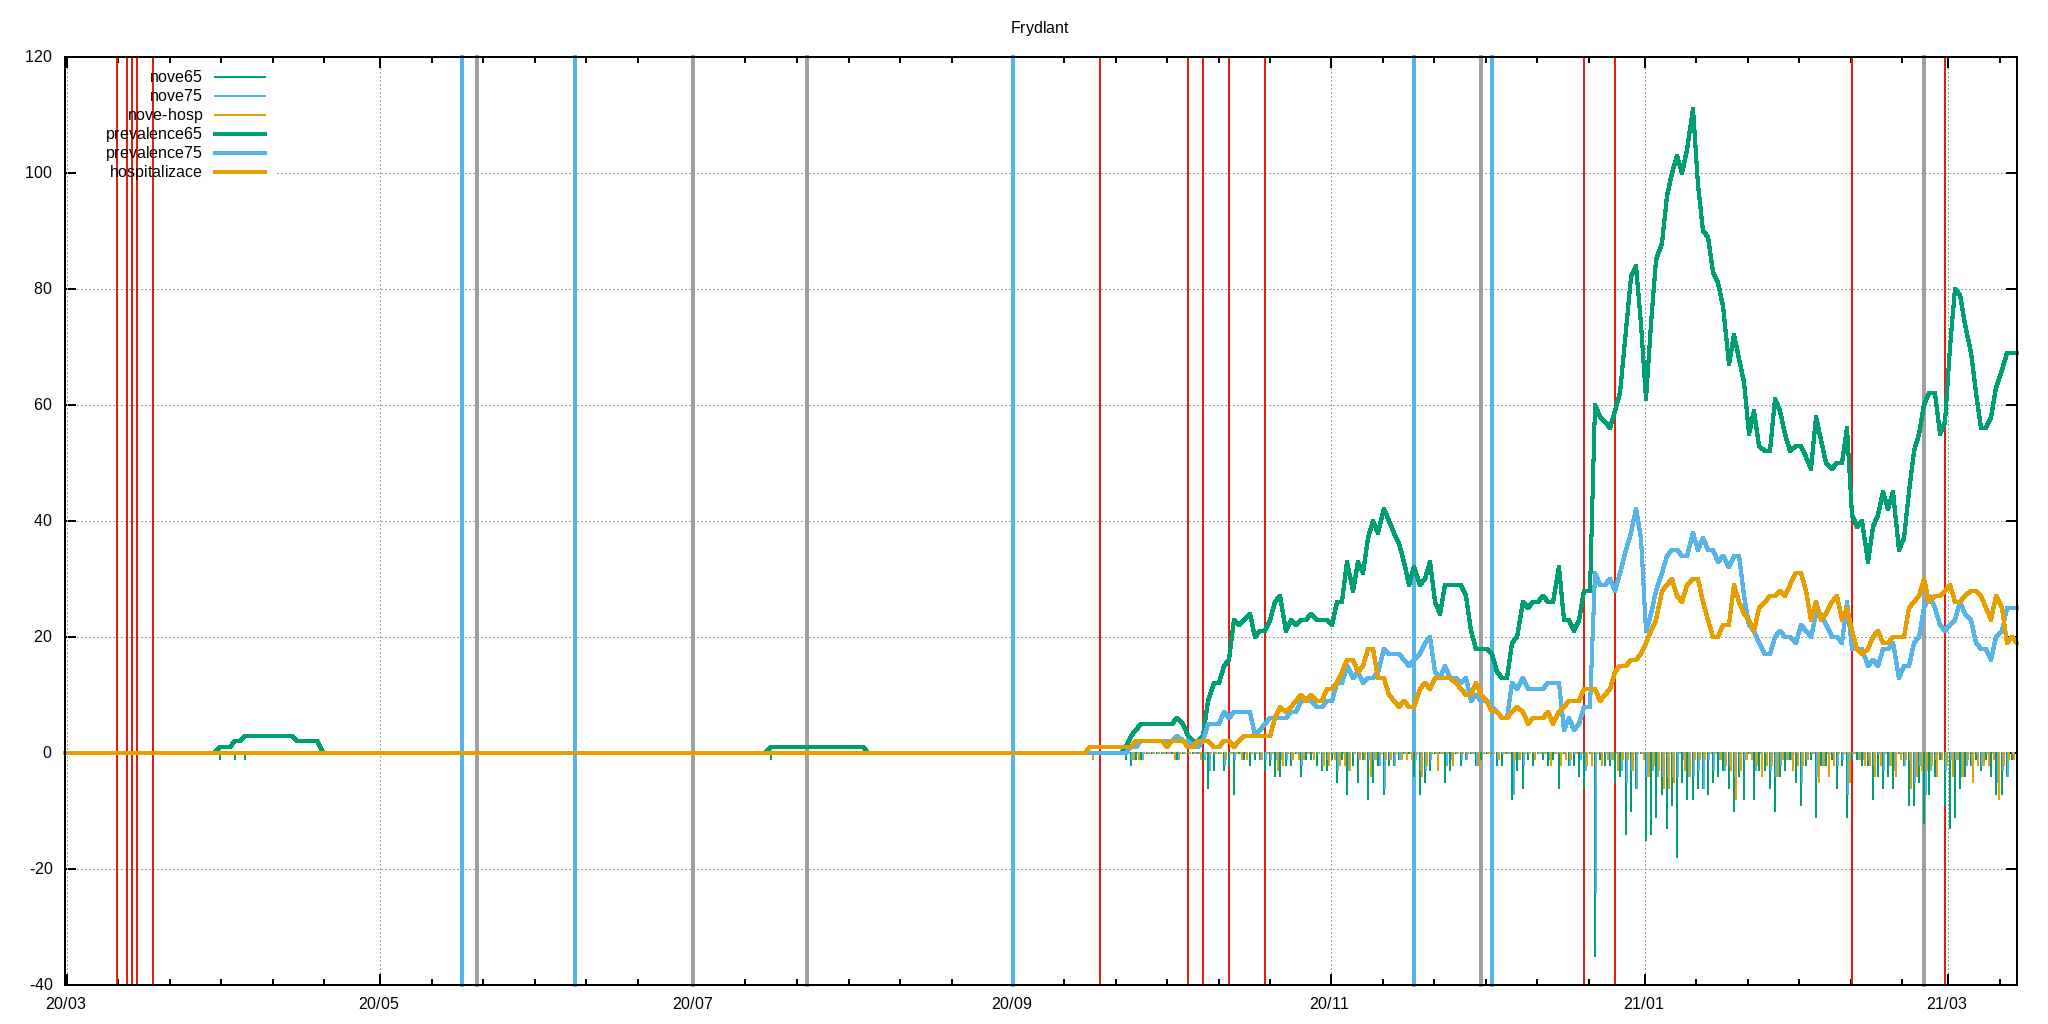 Frydlant
120
100
80
60
40
20
0
-20
-40
nove65
nove75
nove-hosp
prevalence65
prevalence75
hospitalizace
20/03 20/05 20/07 20/09 20/11 21/01 21/03